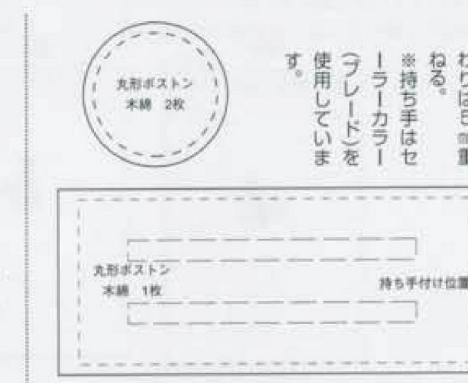 わりは5㎜重
ねる。
※持ち手はセ
ーラーカラー
(ブレード)を
使用していま
す。
丸形ボストン
木綿 2枚
丸形ボストン
木綿 1枚
持ち手付け位置